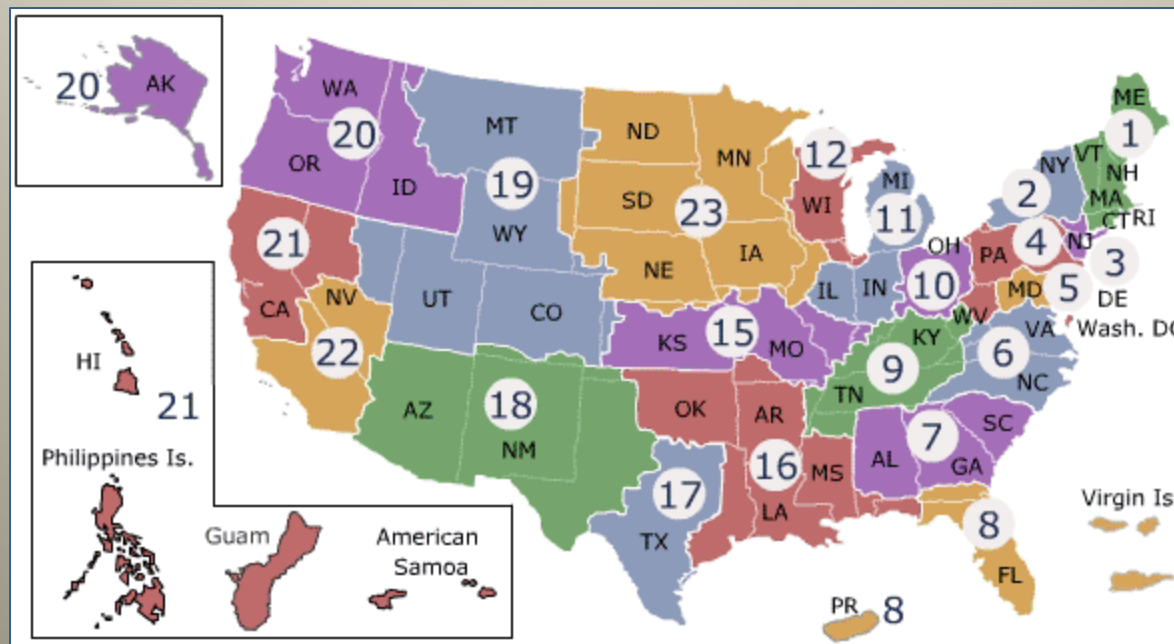 20
AK
WA
20
OR
ID
MT
19
WY
ND
MN
SD
23
NE
IA
12
WI
MI
11
ME
1
VT
NH
NY
2
MA
CT
RI
4
NJ
PA
3
OH
10
IL
IN
MD
5
DE
WV
Wash. DC
VA
6
NC
21
CA
NV
22
UT
CO
KS
15
MO
KY
9
TN
AZ
18
NM
OK
AR
16
MS
LA
17
TX
SC
7
AL
GA
8
FL
Virgin Is
PR
8
HI
21
Philippines Is.
Guam
American
Samoa